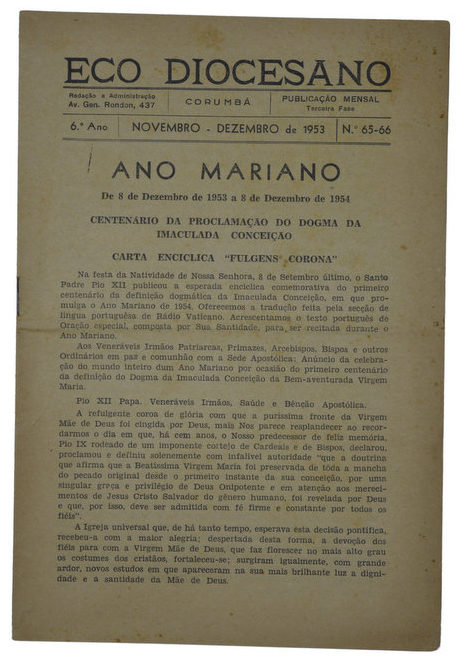 ECO DIOCESANO
Redação e Administração
Av. Gen. Rondon, 437
CORUMBÁ
PUBLICAÇÃO MENSAL
Terceira Fase
6.º Ano
NOVEMBRO - DEZEMBRO de 1953
N.º 65-66
ANO MARIANO
De 8 de Dezembro de 1953 a 8 de Dezembro de 1954
CENTENÁRIO DA PROCLAMAÇÃO DO DOGMA DA
IMACULADA CONCEIÇÃO
CARTA ENCICLICA "FULGENS CORONA"
Na festa da Natividade de Nossa Senhora, 8 de Setembro último, o Santo
Padre Pio XII publicou a esperada enciclica comemorativa do primeiro
centenário da definição dogmática da Imaculada Conceição, em que pro-
mulga o Ano Mariano de 1954. Oferecemos a tradução feita pela secção de
lingua portuguêsa de Rádio Vaticano. Acrescentamos o texto português de
Oração especial, composta por Sua Santidade, para ser recitada durante o
Ano Mariano.
Aos Veneráveis Irmãos Patriarcas, Primazes, Arcebispos, Bispos e outros
Ordinários em paz e comunhão com a Sede Apostólica: Anúncio da celebra-
ção do mundo inteiro dum Ano Mariano por ocasião do primeiro centenário
da definição do Dogma da Imaculada Conceição da Bem-aventurada Virgem
Maria.
Pio XII Papa. Veneráveis Irmãos, Saúde e Bênção Apostólica.
A refulgente coroa de glória com que a purissima fronte da Virgem
Mãe de Deus foi cingida por Deus, mais Nos parece resplandecer ao recor-
darmos o dia em que, há cem anos, o Nosso predecessor de feliz memória,
Pio IX rodeado de um imponente cortejo de Cardeais e de Bispos, declarou,
proclamou e definiu solenemente com infalivel autoridade "que a doutrina
que afirma que a Beatissima Virgem Maria foi preservada de tôda a mancha
do pecado original desde o primeiro instante da sua conceição, por uma
singular greça e privilégio de Deus Onipotente e em atenção aos mereci-
mentos de Jesus Cristo Salvador do gênero humano, foi revelada por Deus
e que, por isso, deve ser admitida com fé firme e constante por todos os
fiéis".
A Igreja universal que, de há tanto tempo, esperava esta decisão pontifica,
recebeu-a com a maior alegria; despertada desta forma, a devoção dos
fiéis para com a Virgem Mãe de Deus, que faz florescer no mais alto grau
os costumes dos cristãos, fortaleceu-se; surgiram igualmente, com grande
ardor, novos estudos em que apareceram na sua mais brilhante luz a digni-
dade e a santidade da Mãe de Deus.